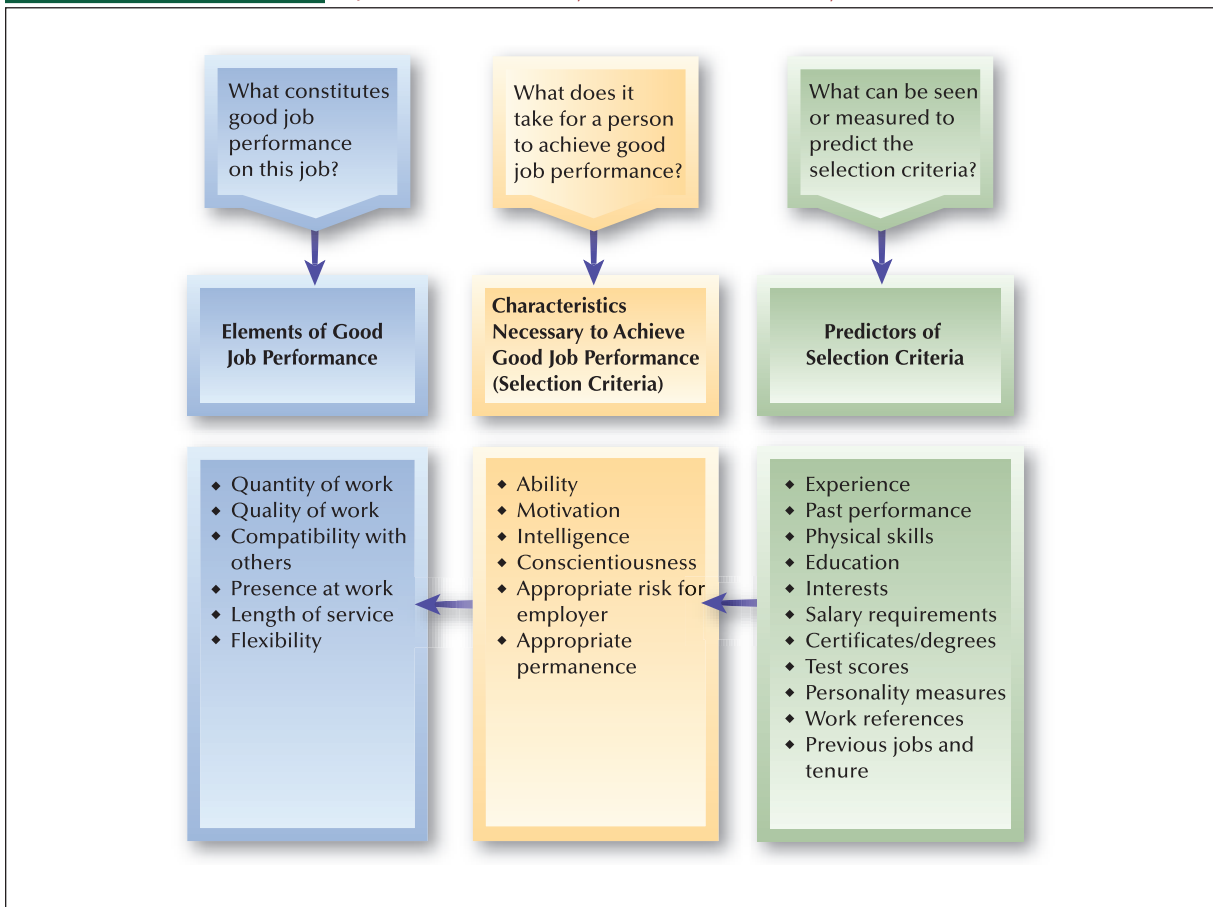 What constitutes
good job
performance
on this job?
What does it
take for a person
to achieve good
job performance?
What can be seen
or measured to
predict the
selection criteria?
Elements of Good
Job Performance
Characteristics
Necessary to Achieve
Good Job Performance
(Selection Criteria)
Predictors of
Selection Criteria
◆ Quantity of work
◆ Quality of work
◆ Compatibility with
others
◆ Presence at work
◆ Length of service
◆ Flexibility
◆ Ability
◆ Motivation
◆ Intelligence
◆ Conscientiousness
◆ Appropriate risk for
employer
◆ Appropriate
permanence
◆ Experience
◆ Past performance
◆ Physical skills
◆ Education
◆ Interests
◆ Salary requirements
◆ Certificates/degrees
◆ Test scores
◆ Personality measures
◆ Work references
◆ Previous jobs and
tenure